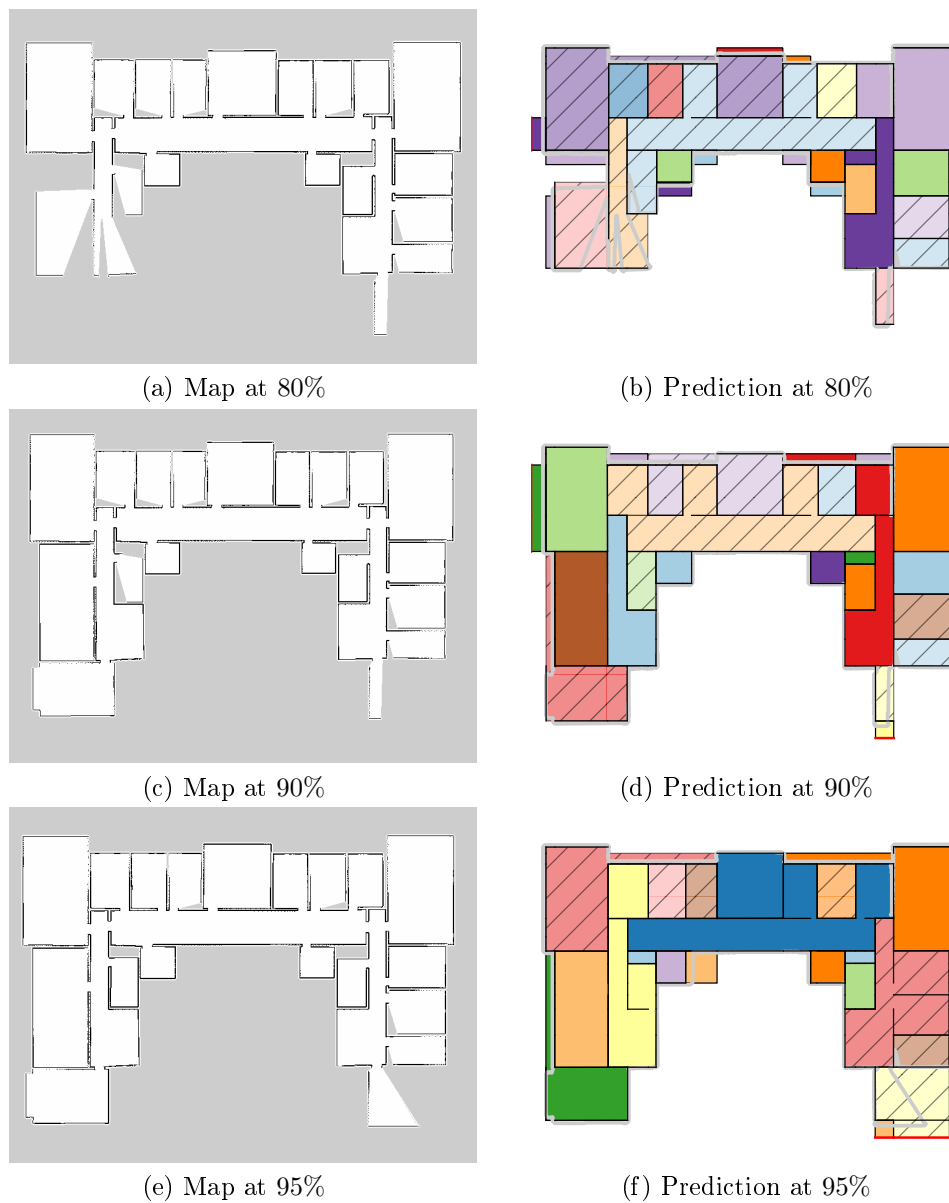 (a) Map at 80%
(b) Prediction at 80%
(c) Map at 90%
(d) Prediction at 90%
(e) Map at 95%
(f) Prediction at 95%